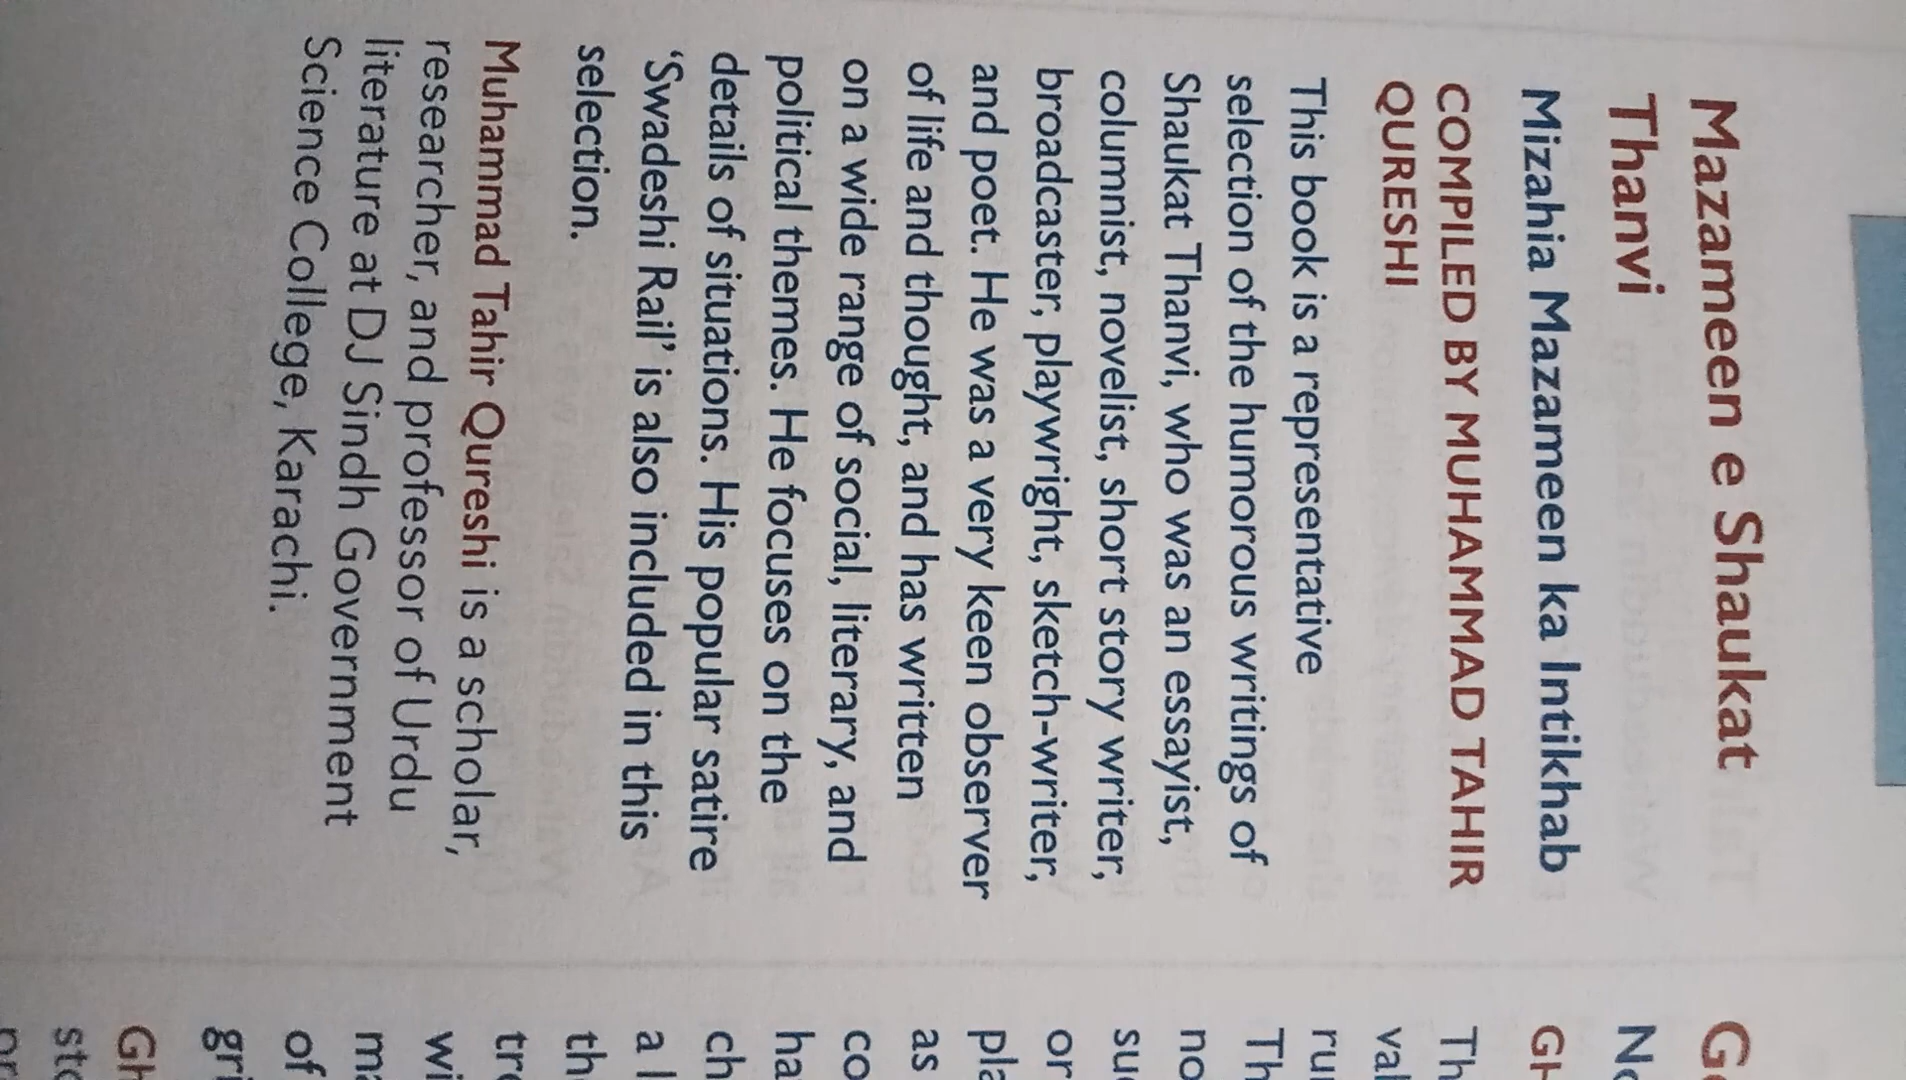 Mazameen e Shaukat
Thanvi
Mizahia Mazameen ka Intikhab
COMPILED BY MUHAMMAD TAHIR
QURESHI
This book is a representative
selection of the humorous writings of
Shaukat Thanvi, who was an essayist,
columnist, novelist, short story writer,
broadcaster, playwright, sketch-writer,
and poet. He was a very keen observer
of life and thought, and has written
on a wide range of social, literary, and
political themes. He focuses on the
details of situations. His popular satire
‘Swadeshi Rail’ is also included in this
selection.
Muhammad Tahir Qureshi is a scholar,
researcher, and professor of Urdu
literature at DJ Sindh Government
Science College, Karachi.